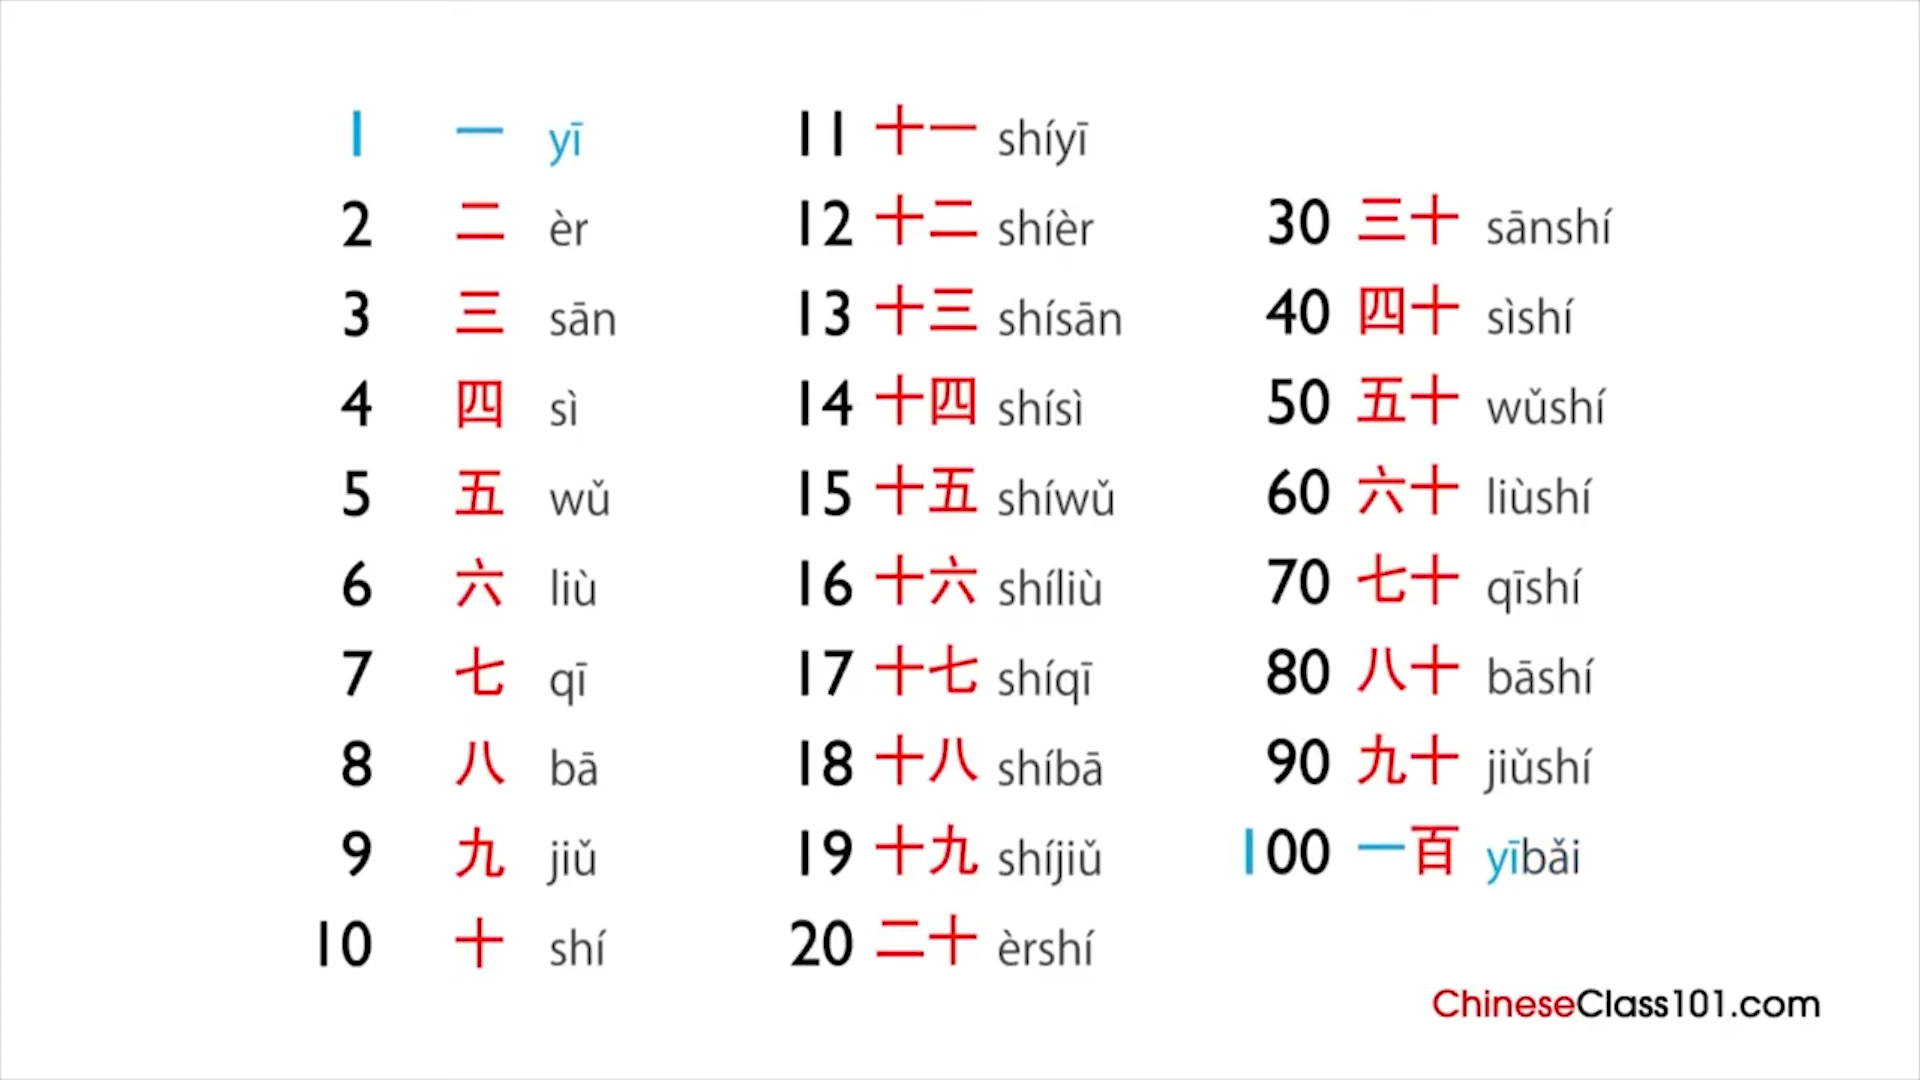 1 一 yī
2 二 èr
3 三 sān
4 四 sì
5 五 wǔ
6 六 liù
7 七 qī
8 八 bā
9 九 jiǔ
10 十 shí
11 十一 shíyī
12 十二 shíèr
13 十三 shísān
14 十四 shísì
15 十五 shíwǔ
16 十六 shíliù
17 十七 shíqī
18 十八 shíbā
19 十九 shíjiǔ
20 二十 èrshí
30 三十 sānshí
40 四十 sìshí
50 五十 wǔshí
60 六十 liùshí
70 七十 qīshí
80 八十 bāshí
90 九十 jiǔshí
100 一百 yībǎi
ChineseClass101.com